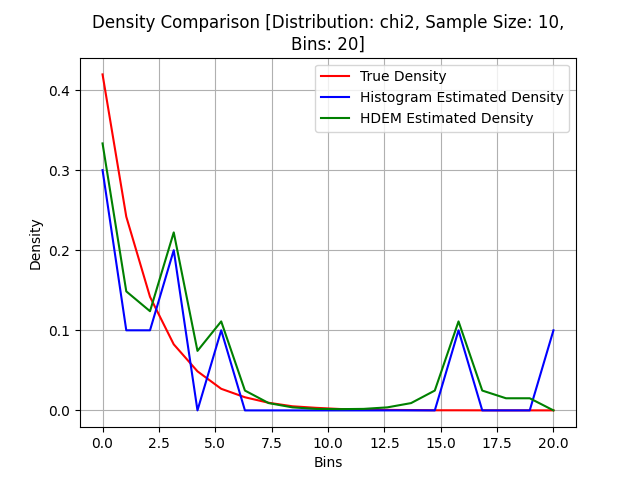 Density Comparison [Distribution: chi2, Sample Size: 10,
Bins: 20]
True Density
Histogram Estimated Density
HDEM Estimated Density
Density
0.4
0.3
0.2
0.1
0.0
0.0 2.5 5.0 7.5 10.0 12.5 15.0 17.5 20.0
Bins